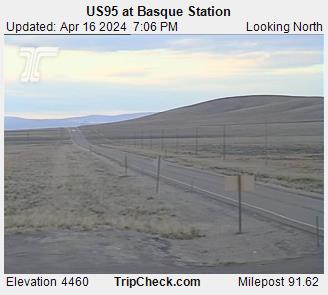 US95 at Basque Station
Updated: Apr 16 2024 7:06 PM Looking North
Elevation 4460 TripCheck.com Milepost 91.62